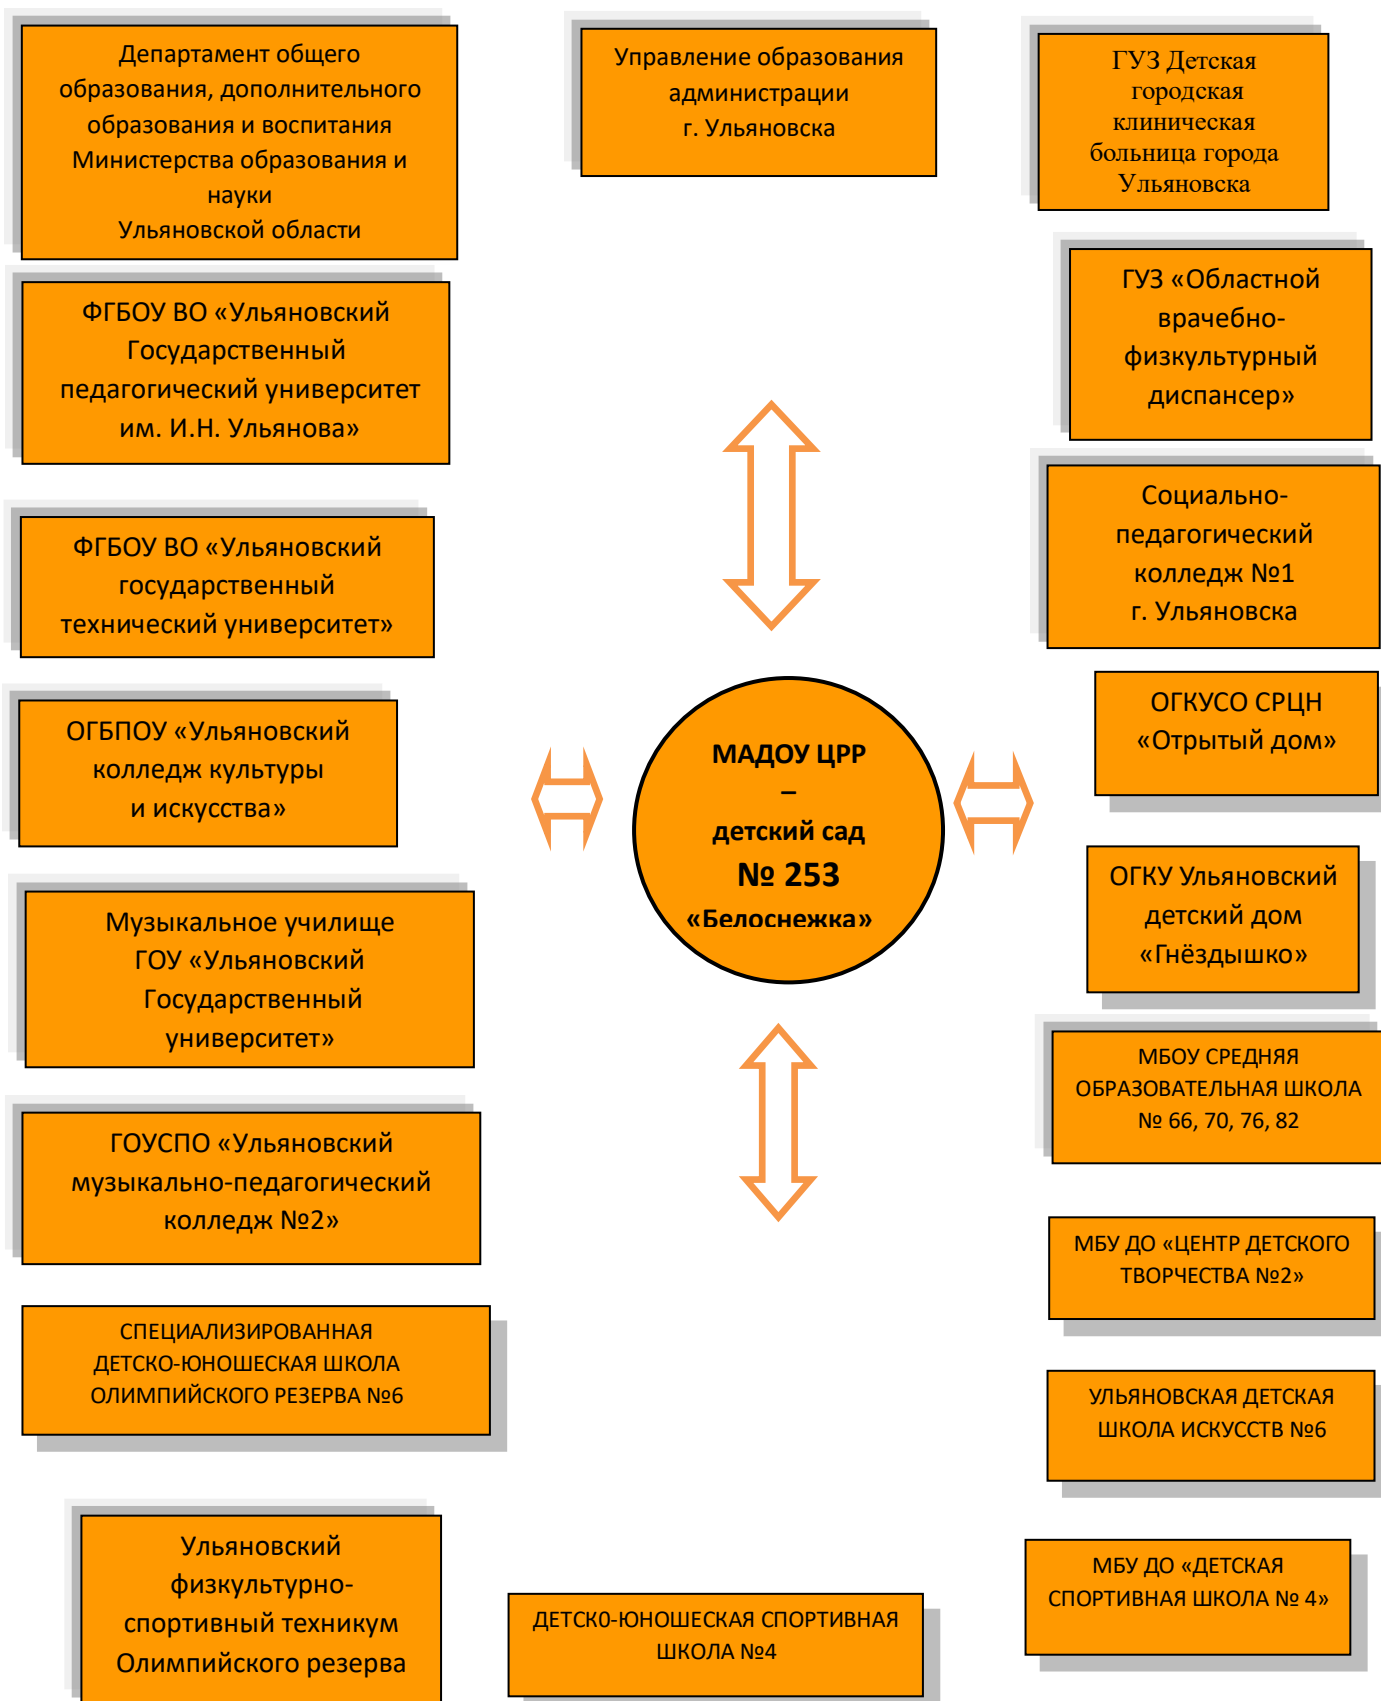 Департамент общего
образования, дополнительного
образования и воспитания
Министерства образования и
науки
Ульяновской области
Управление образования
администрации
г. Ульяновска
ГУЗ Детская
городская
клиническая
больница города
Ульяновска
ФГБОУ ВО «Ульяновский
Государственный
педагогический университет
им. И.Н. Ульянова»
ГУЗ «Областной
врачебно-
физкультурный
диспансер»
ФГБОУ ВО «Ульяновский
государственный
технический университет»
Социально-
педагогический
колледж №1
г. Ульяновска
ОГБПОУ «Ульяновский
колледж культуры
и искусства»
МАДОУ ЦРР
–
детский сад
№ 253
«Белоснежка»
ОГКУСО СРЦН
«Отрытый дом»
ОГКУ Ульяновский
детский дом
«Гнёздышко»
Музыкальное училище
ГОУ «Ульяновский
Государственный
университет»
МБОУ СРЕДНЯЯ
ОБРАЗОВАТЕЛЬНАЯ ШКОЛА
№ 66, 70, 76, 82
ГОУСПО «Ульяновский
музыкально-педагогический
колледж №2»
МБУ ДО «ЦЕНТР ДЕТСКОГО
ТВОРЧЕСТВА №2»
СПЕЦИАЛИЗИРОВАННАЯ
ДЕТСКО-ЮНОШЕСКАЯ ШКОЛА
ОЛИМПИЙСКОГО РЕЗЕРВА №6
УЛЬЯНОВСКАЯ ДЕТСКАЯ
ШКОЛА ИСКУССТВ №6
Ульяновский
физкультурно-
спортивный техникум
Олимпийского резерва
ДЕТСК0-ЮНОШЕСКАЯ СПОРТИВНАЯ
ШКОЛА №4
МБУ ДО «ДЕТСКАЯ
СПОРТИВНАЯ ШКОЛА № 4»